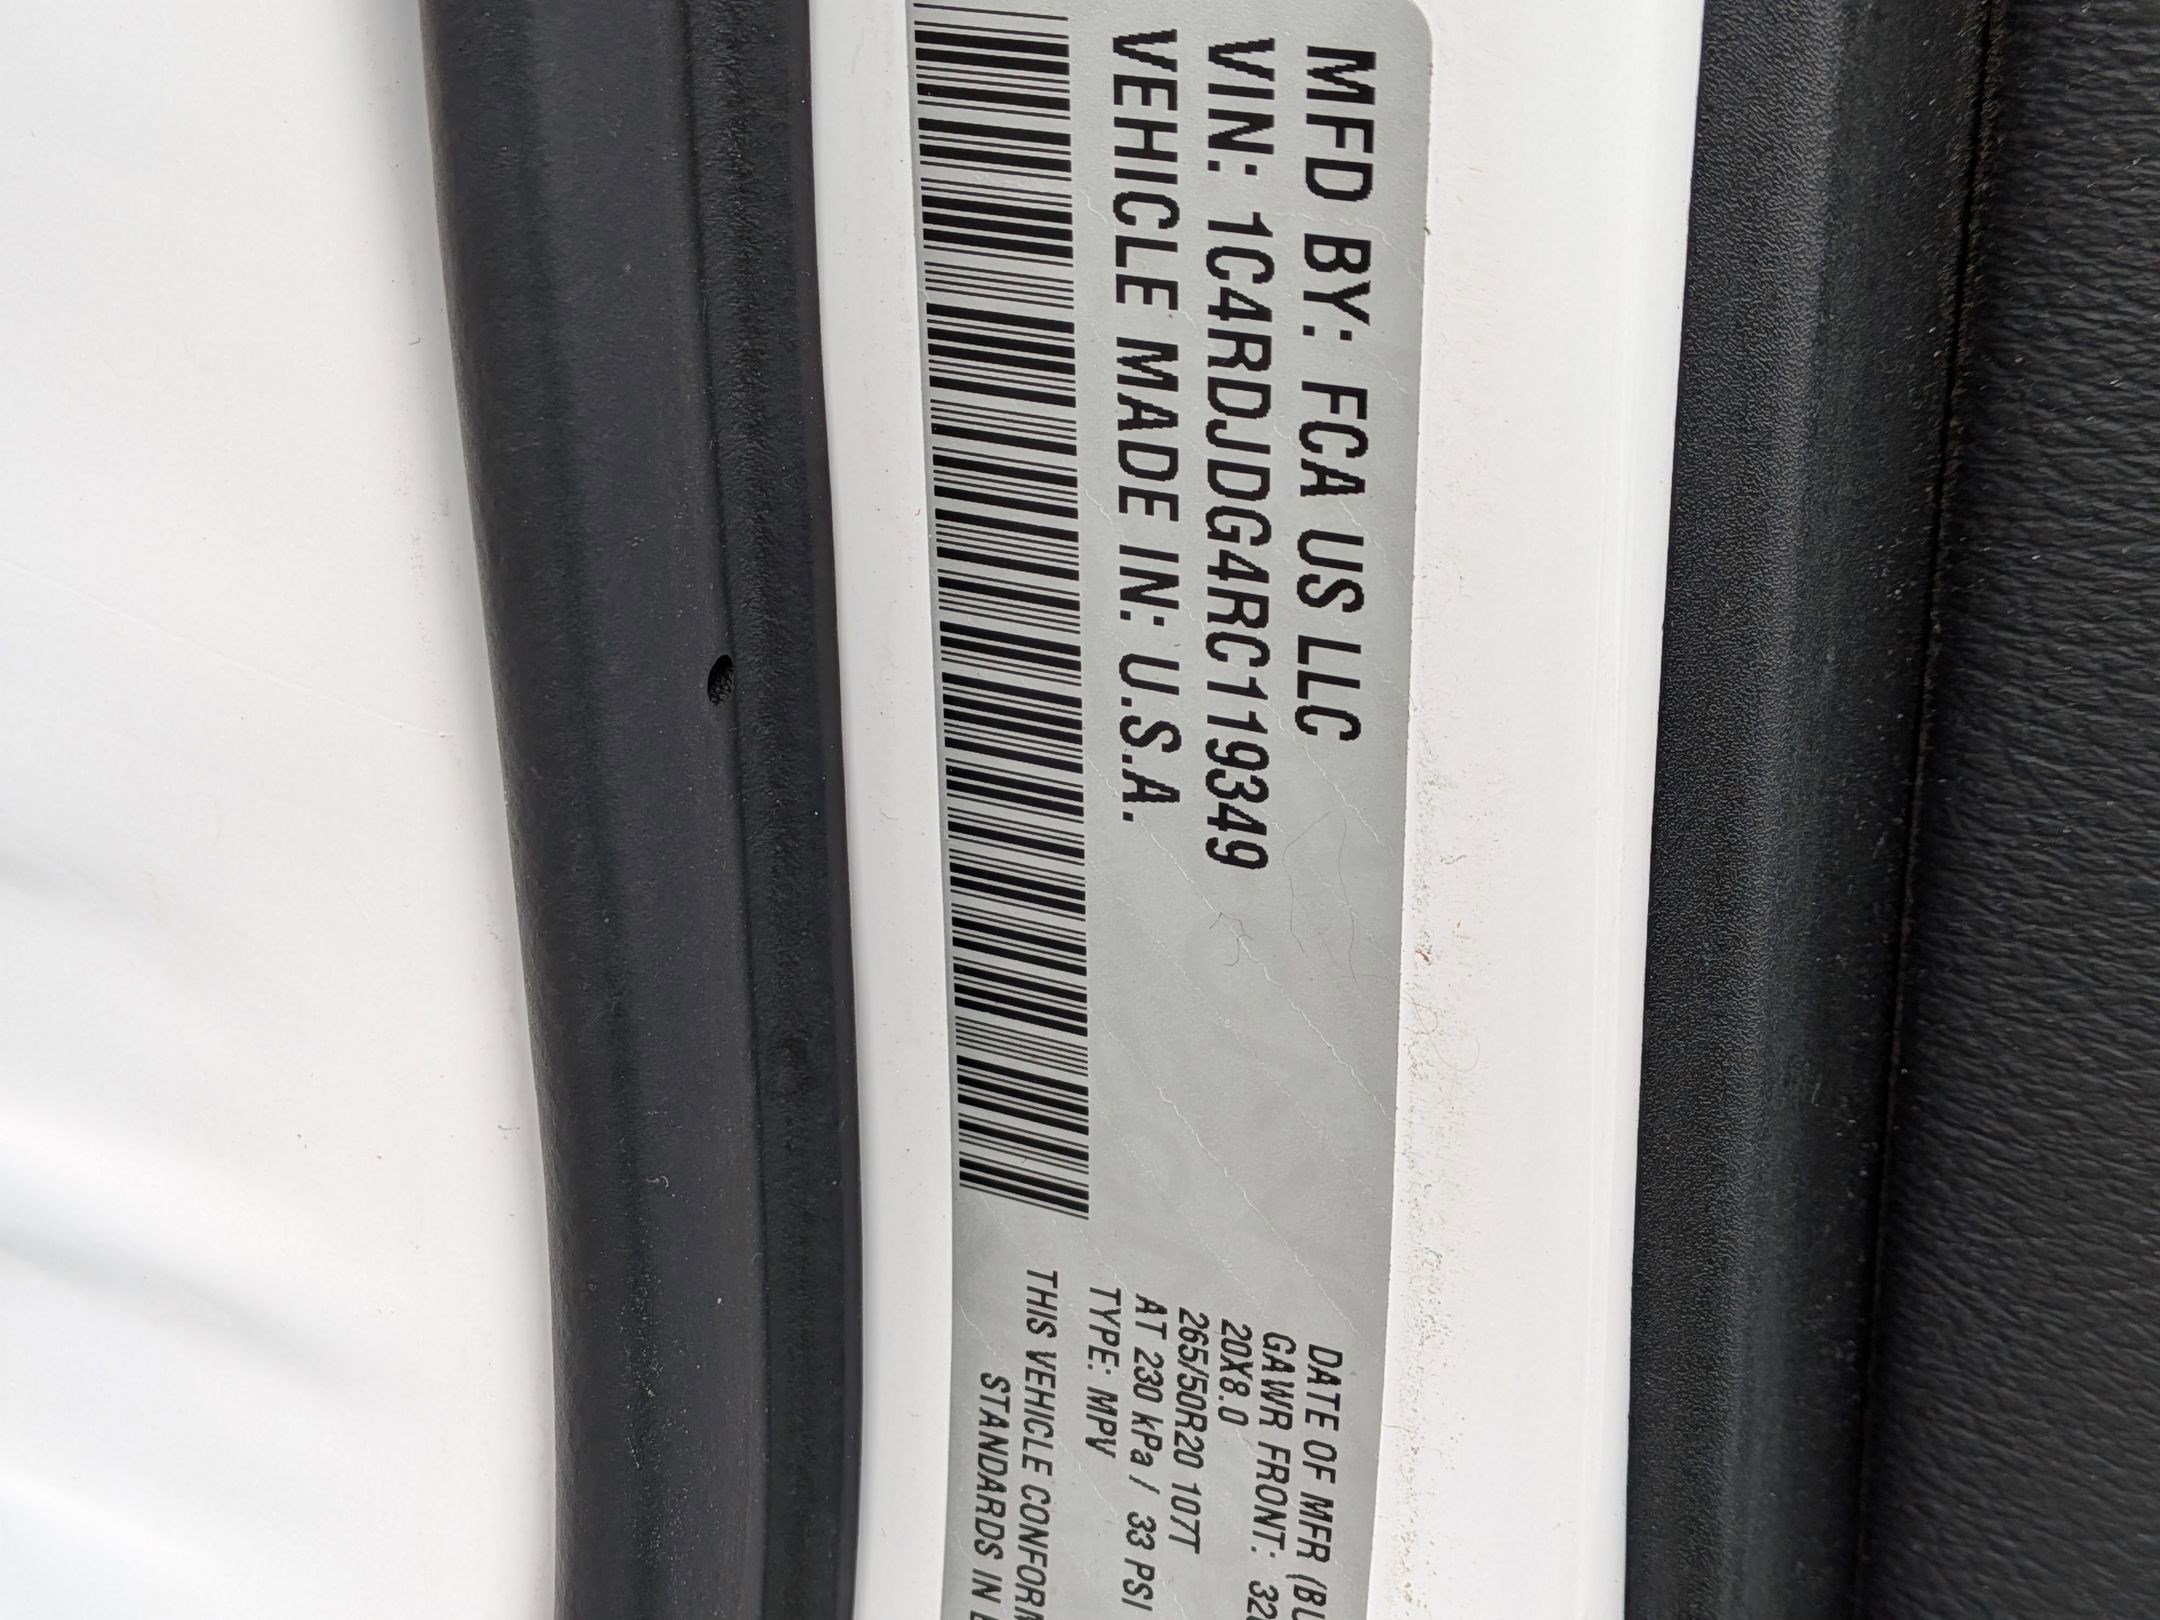 MFD BY: FCA US LLC
VIN: 1C4RDJDG4RC119349
VEHICLE MADE IN: U.S.A.
DATE OF MFR
GAWR FRONT:
20X8.0
265/50R20 107T
AT 230 kPa / 33 PSI
TYPE: MPV
THIS VEHICLE
STANDARDS IN